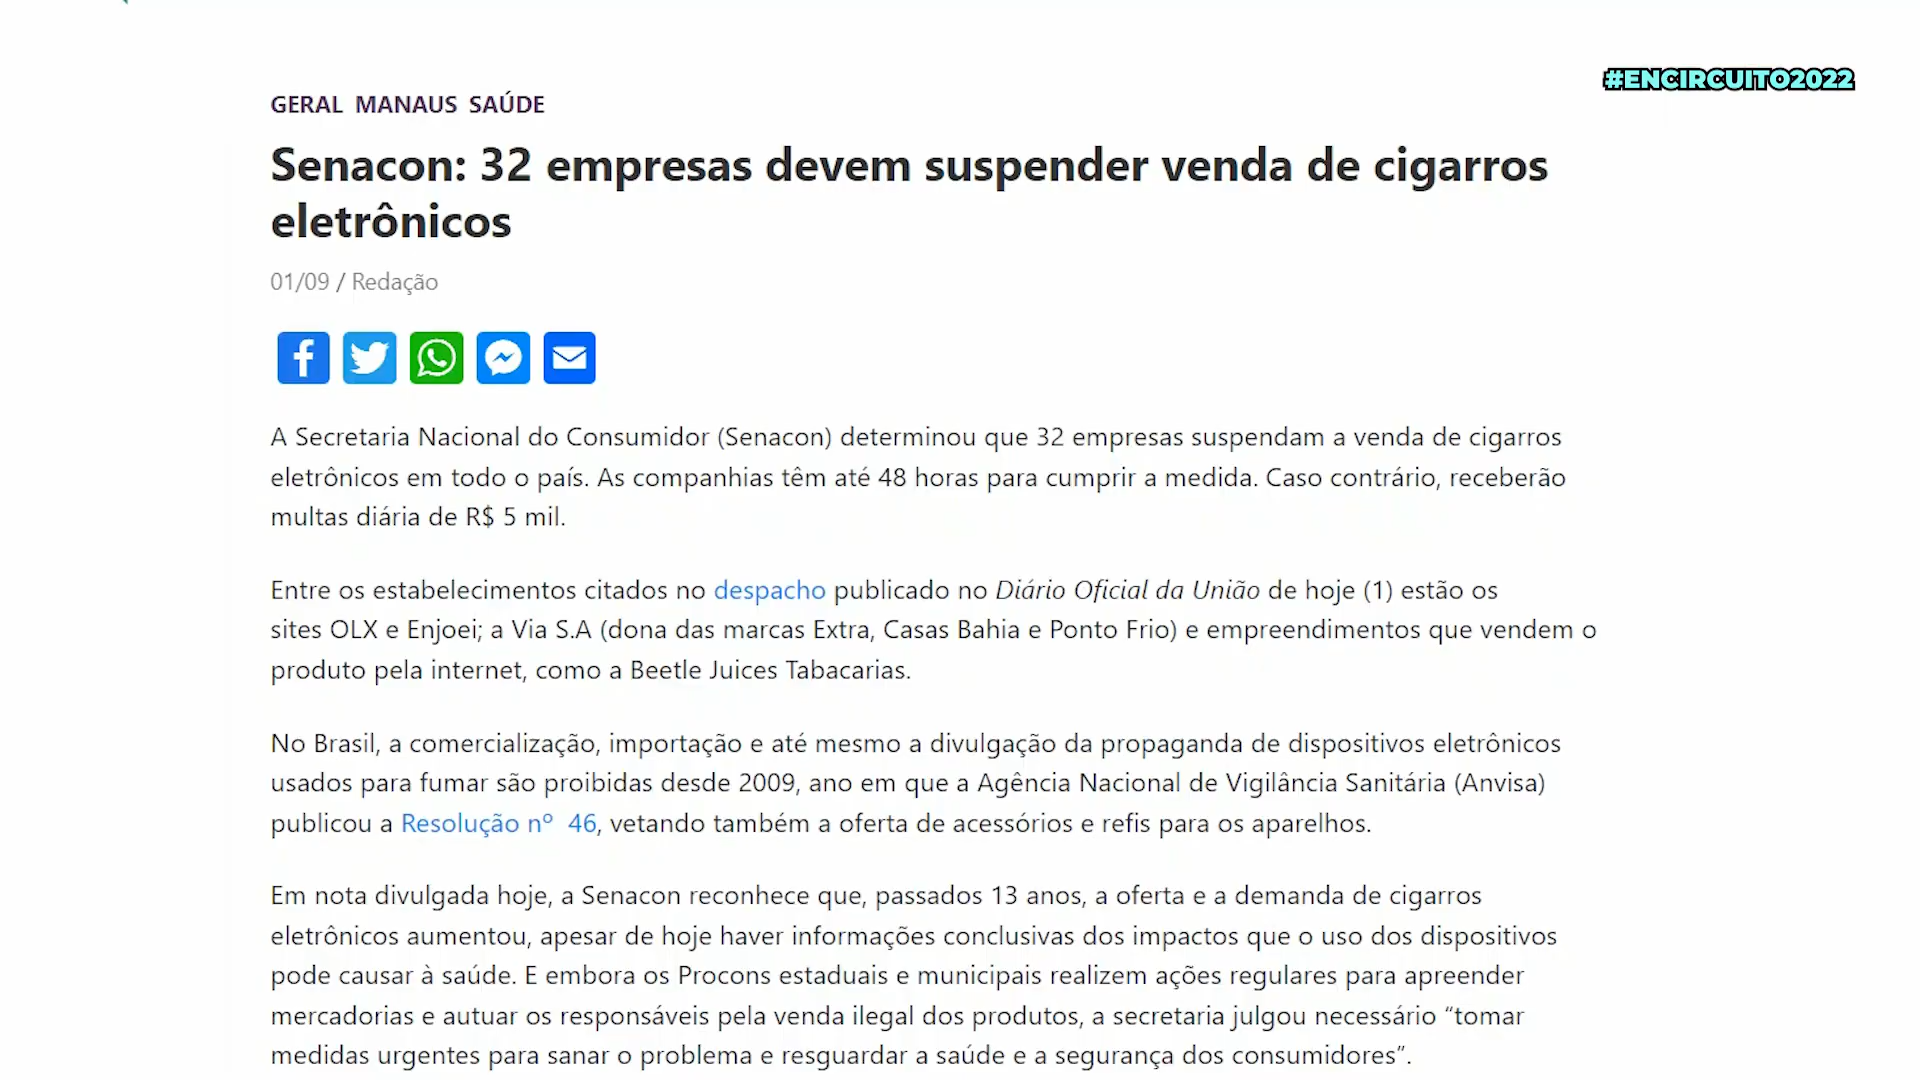 #ENCIRCUITO2022
GERAL MANAUS SAÚDE
Senacon: 32 empresas devem suspender venda de cigarros
eletrônicos
01/09 / Redação
A Secretaria Nacional do Consumidor (Senacon) determinou que 32 empresas suspendam a venda de cigarros
eletrônicos em todo o país. As companhias têm até 48 horas para cumprir a medida. Caso contrário, receberão
multas diária de R$ 5 mil.
Entre os estabelecimentos citados no despacho publicado no Diário Oficial da União de hoje (1) estão os
sites OLX e Enjoei; a Via S.A (dona das marcas Extra, Casas Bahia e Ponto Frio) e empreendimentos que vendem o
produto pela internet, como a Beetle Juices Tabacarias.
No Brasil, a comercialização, importação e até mesmo a divulgação da propaganda de dispositivos eletrônicos
usados para fumar são proibidas desde 2009, ano em que a Agência Nacional de Vigilância Sanitária (Anvisa)
publicou a Resolução nº 46, vetando também a oferta de acessórios e refis para os aparelhos.
Em nota divulgada hoje, a Senacon reconhece que, passados 13 anos, a oferta e a demanda de cigarros
eletrônicos aumentou, apesar de hoje haver informações conclusivas dos impactos que o uso dos dispositivos
pode causar à saúde. E embora os Procons estaduais e municipais realizem ações regulares para apreender
mercadorias e autuar os responsáveis pela venda ilegal dos produtos, a secretaria julgou necessário “tomar
medidas urgentes para sanar o problema e resguardar a saúde e a segurança dos consumidores”.